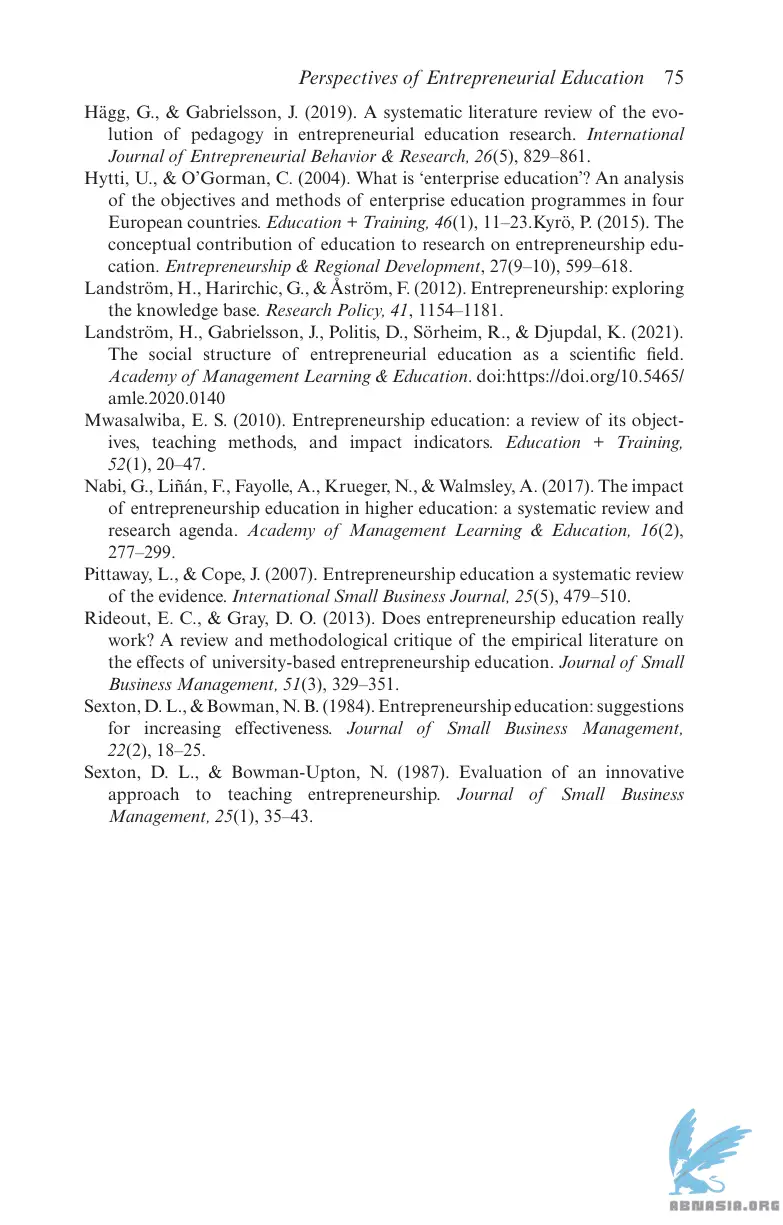 Perspectives of Entrepreneurial Education 75
Hägg, G., & Gabrielsson, J. (2019). A systematic literature review of the evo-
lution of pedagogy in entrepreneurial education research. International
Journal of Entrepreneurial Behavior & Research, 26(5), 829–861.
Hytti, U., & O’Gorman, C. (2004). What is ‘enterprise education’? An analysis
of the objectives and methods of enterprise education programmes in four
European countries. Education + Training, 46(1), 11–23.Kyrö, P. (2015). The
conceptual contribution of education to research on entrepreneurship edu-
cation. Entrepreneurship & Regional Development, 27(9–10), 599–618.
Landström, H., Harirchic, G., & Åström, F. (2012). Entrepreneurship: exploring
the knowledge base. Research Policy, 41, 1154–1181.
Landström, H., Gabrielsson, J., Politis, D., Sörheim, R., & Djupdal, K. (2021).
The social structure of entrepreneurial education as a scientific field.
Academy of Management Learning & Education. doi:https://doi.org/10.5465/
amle.2020.0140
Mwasalwiba, E. S. (2010). Entrepreneurship education: a review of its object-
ives, teaching methods, and impact indicators. Education + Training,
52(1), 20–47.
Nabi, G., Liñán, F., Fayolle, A., Krueger, N., & Walmsley, A. (2017). The impact
of entrepreneurship education in higher education: a systematic review and
research agenda. Academy of Management Learning & Education, 16(2),
277–299.
Pittaway, L., & Cope, J. (2007). Entrepreneurship education a systematic review
of the evidence. International Small Business Journal, 25(5), 479–510.
Rideout, E. C., & Gray, D. O. (2013). Does entrepreneurship education really
work? A review and methodological critique of the empirical literature on
the effects of university-based entrepreneurship education. Journal of Small
Business Management, 51(3), 329–351.
Sexton, D. L., & Bowman, N. B. (1984). Entrepreneurship education: suggestions
for increasing effectiveness. Journal of Small Business Management,
22(2), 18–25.
Sexton, D. L., & Bowman-Upton, N. (1987). Evaluation of an innovative
approach to teaching entrepreneurship. Journal of Small Business
Management, 25(1), 35–43.
ABNASIA.ORG